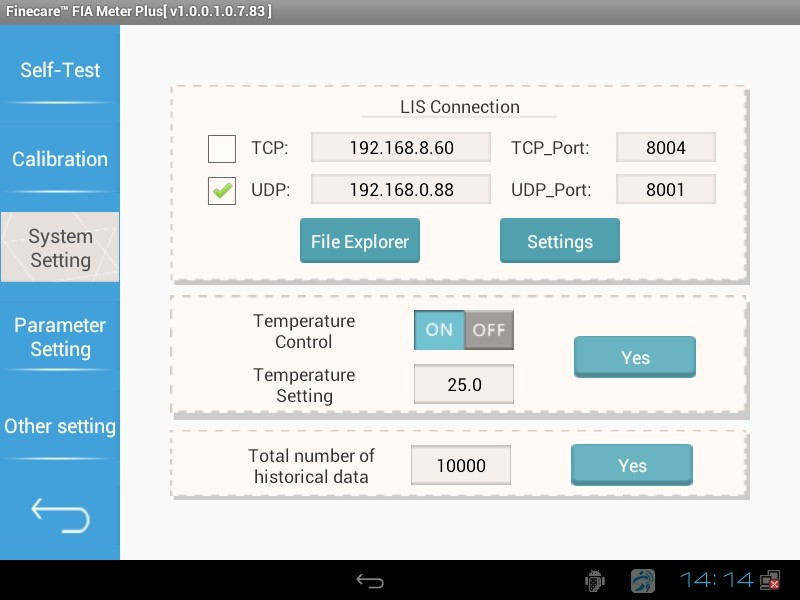 Finecare™ FIA Meter Plus[ v1.0.0.1.0.7.83 ]
Self-Test
Calibration
System
Setting
Parameter
Setting
Other setting
LIS Connection
TCP: 192.168.8.60 TCP_Port: 8004
UDP: 192.168.0.88 UDP_Port: 8001
File Explorer Settings
Temperature
Control
ON OFF
Temperature
Setting
25.0
Yes
Total number of
historical data
10000
Yes
14:14